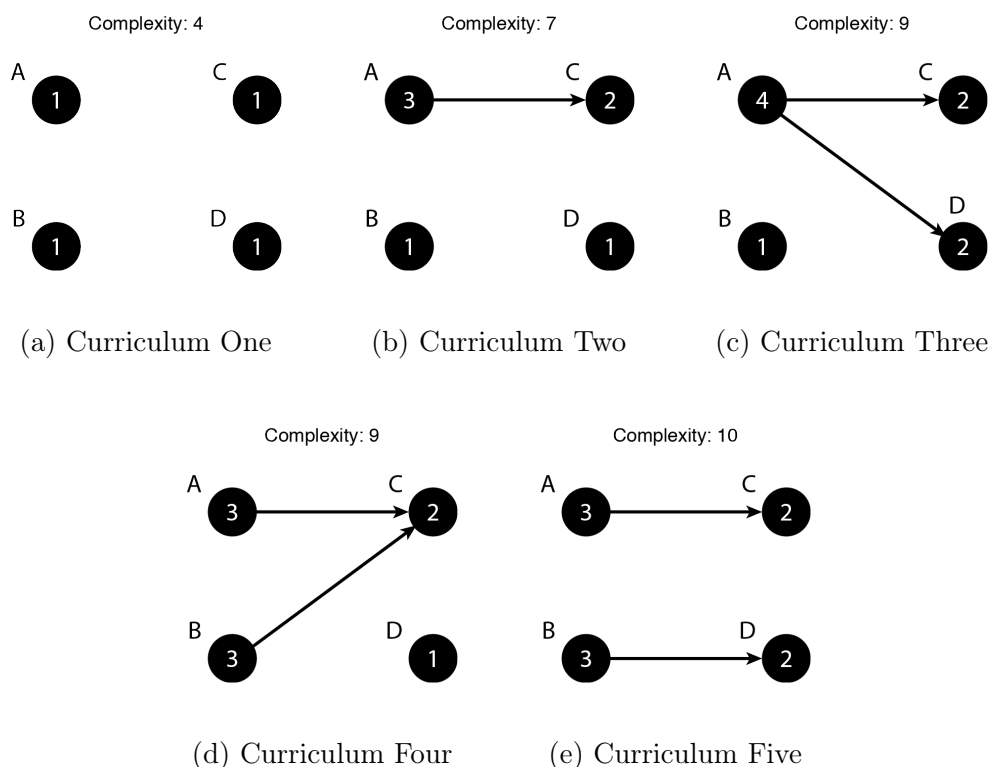 Complexity: 4
A
1
C
1
B
1
D
1
(a) Curriculum One
Complexity: 7
A
3
C
2
B
1
D
1
(b) Curriculum Two
Complexity: 9
A
4
C
2
B
1
D
2
(c) Curriculum Three
Complexity: 9
A
3
C
2
B
3
D
1
(d) Curriculum Four
Complexity: 10
A
3
C
2
B
3
D
2
(e) Curriculum Five